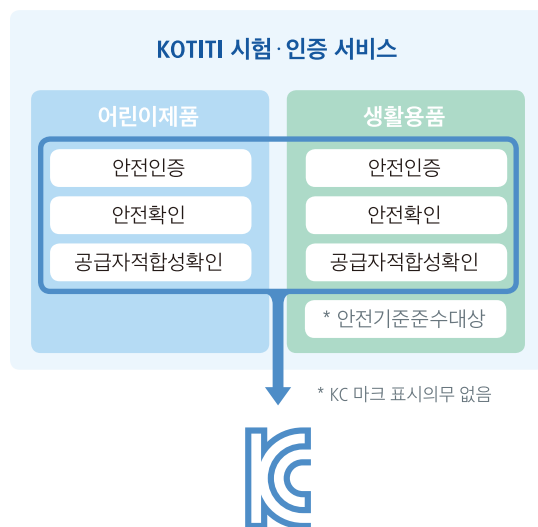 KOTITI 시험·인증 서비스
어린이제품
안전인증
안전확인
공급자적합성확인
생활용품
안전인증
안전확인
공급자적합성확인
* 안전기준준수대상
* KC 마크 표시의무 없음
KC